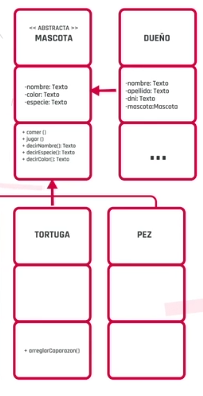 << ABSTRACTA >>
MASCOTA
-nombre: Texto
-color: Texto
-especie: Texto
+ comer ()
+ jugar ()
+ decirNombre(): Texto
+ decirEspecie(): Texto
+ decirColor(): Texto
DUEÑO
-nombre: Texto
-apellido: Texto
-dni: Texto
-mascota:Mascota
...
TORTUGA
+ arreglarCaparazon()
PEZ